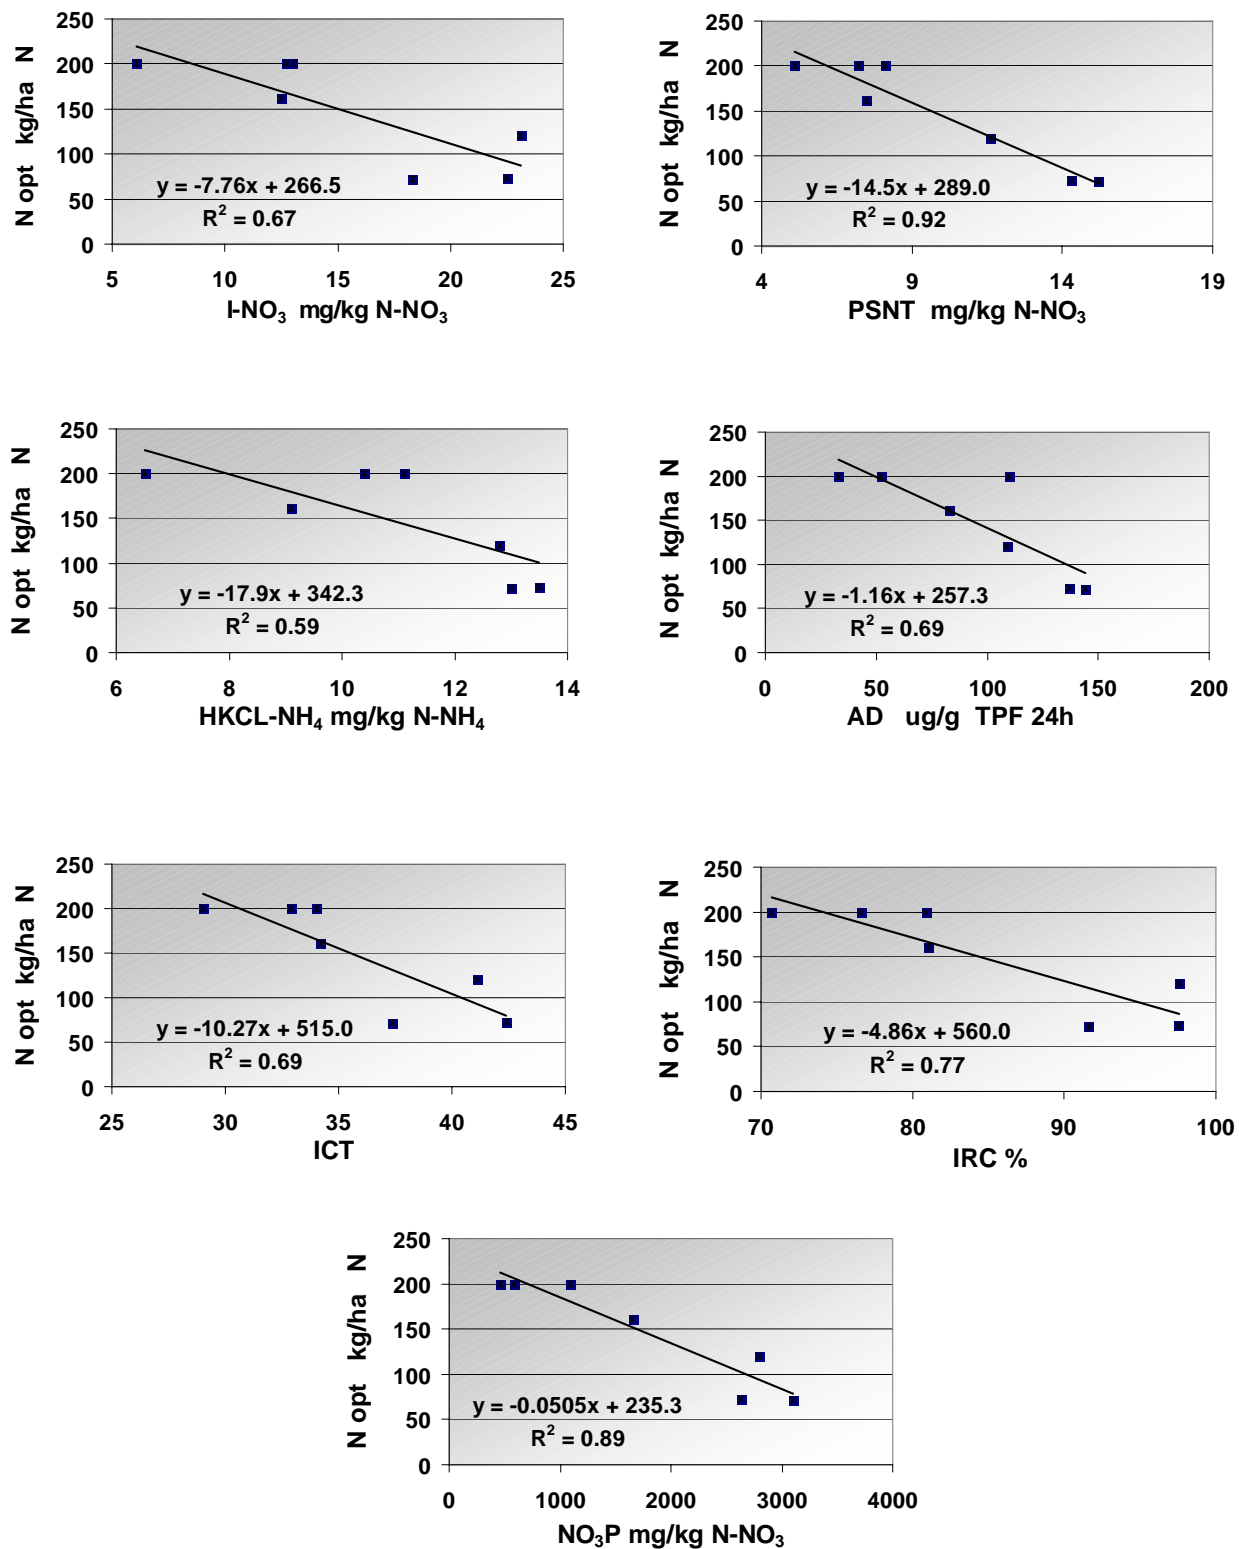 N opt kg/ha N
250
200
150
100
50
0
y = -7.76x + 266.5
R² = 0.67
5 10 15 20 25
I-NO₃ mg/kg N-NO₃
N opt kg/ha N
250
200
150
100
50
0
y = -14.5x + 289.0
R² = 0.92
4 9 14 19
PSNT mg/kg N-NO₃
N opt kg/ha N
250
200
150
100
50
0
y = -17.9x + 342.3
R² = 0.59
6 8 10 12 14
HKCL-NH₄ mg/kg N-NH₄
N opt kg/ha N
250
200
150
100
50
0
y = -1.16x + 257.3
R² = 0.69
0 50 100 150 200
AD ug/g TPF 24h
N opt kg/ha N
250
200
150
100
50
0
y = -10.27x + 515.0
R² = 0.69
25 30 35 40 45
ICT
N opt kg/ha N
250
200
150
100
50
0
y = -4.86x + 560.0
R² = 0.77
70 80 90 100
IRC %
N opt kg/ha N
250
200
150
100
50
0
y = -0.0505x + 235.3
R² = 0.89
0 1000 2000 3000 4000
NO₃P mg/kg N-NO₃